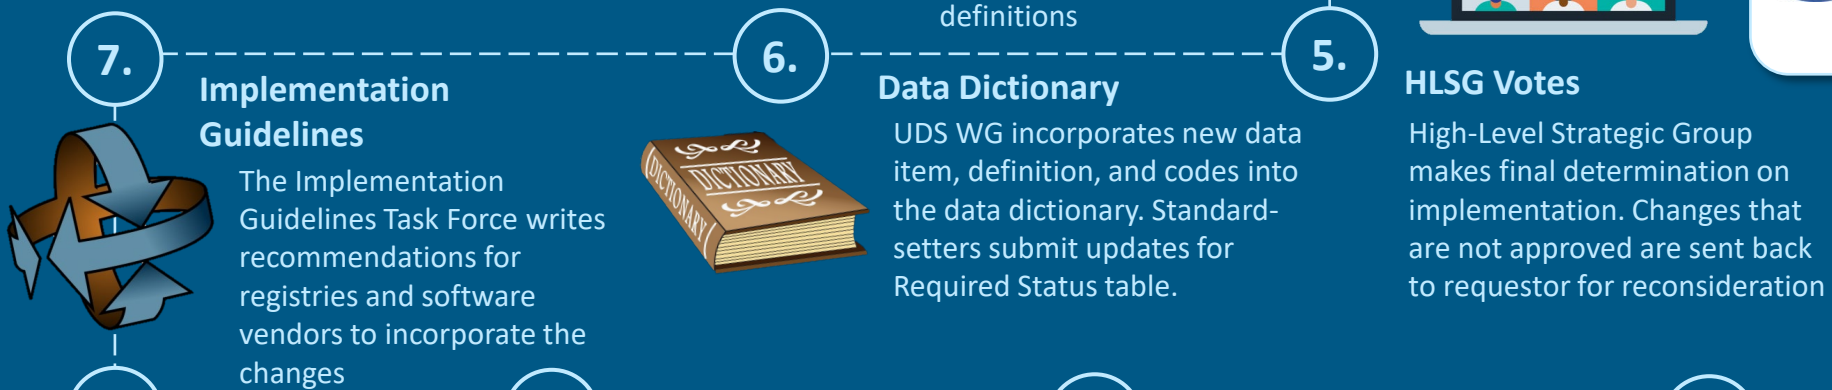 definitions
7.
Implementation
Guidelines
The Implementation
Guidelines Task Force writes
recommendations for
registries and software
vendors to incorporate the
changes
6.
Data Dictionary
UDS WG incorporates new data
item, definition, and codes into
the data dictionary. Standard-
setters submit updates for
Required Status table.
DICTIONARY
DICTIONARY
5.
HLSG Votes
High-Level Strategic Group
makes final determination on
implementation. Changes that
are not approved are sent back
to requestor for reconsideration